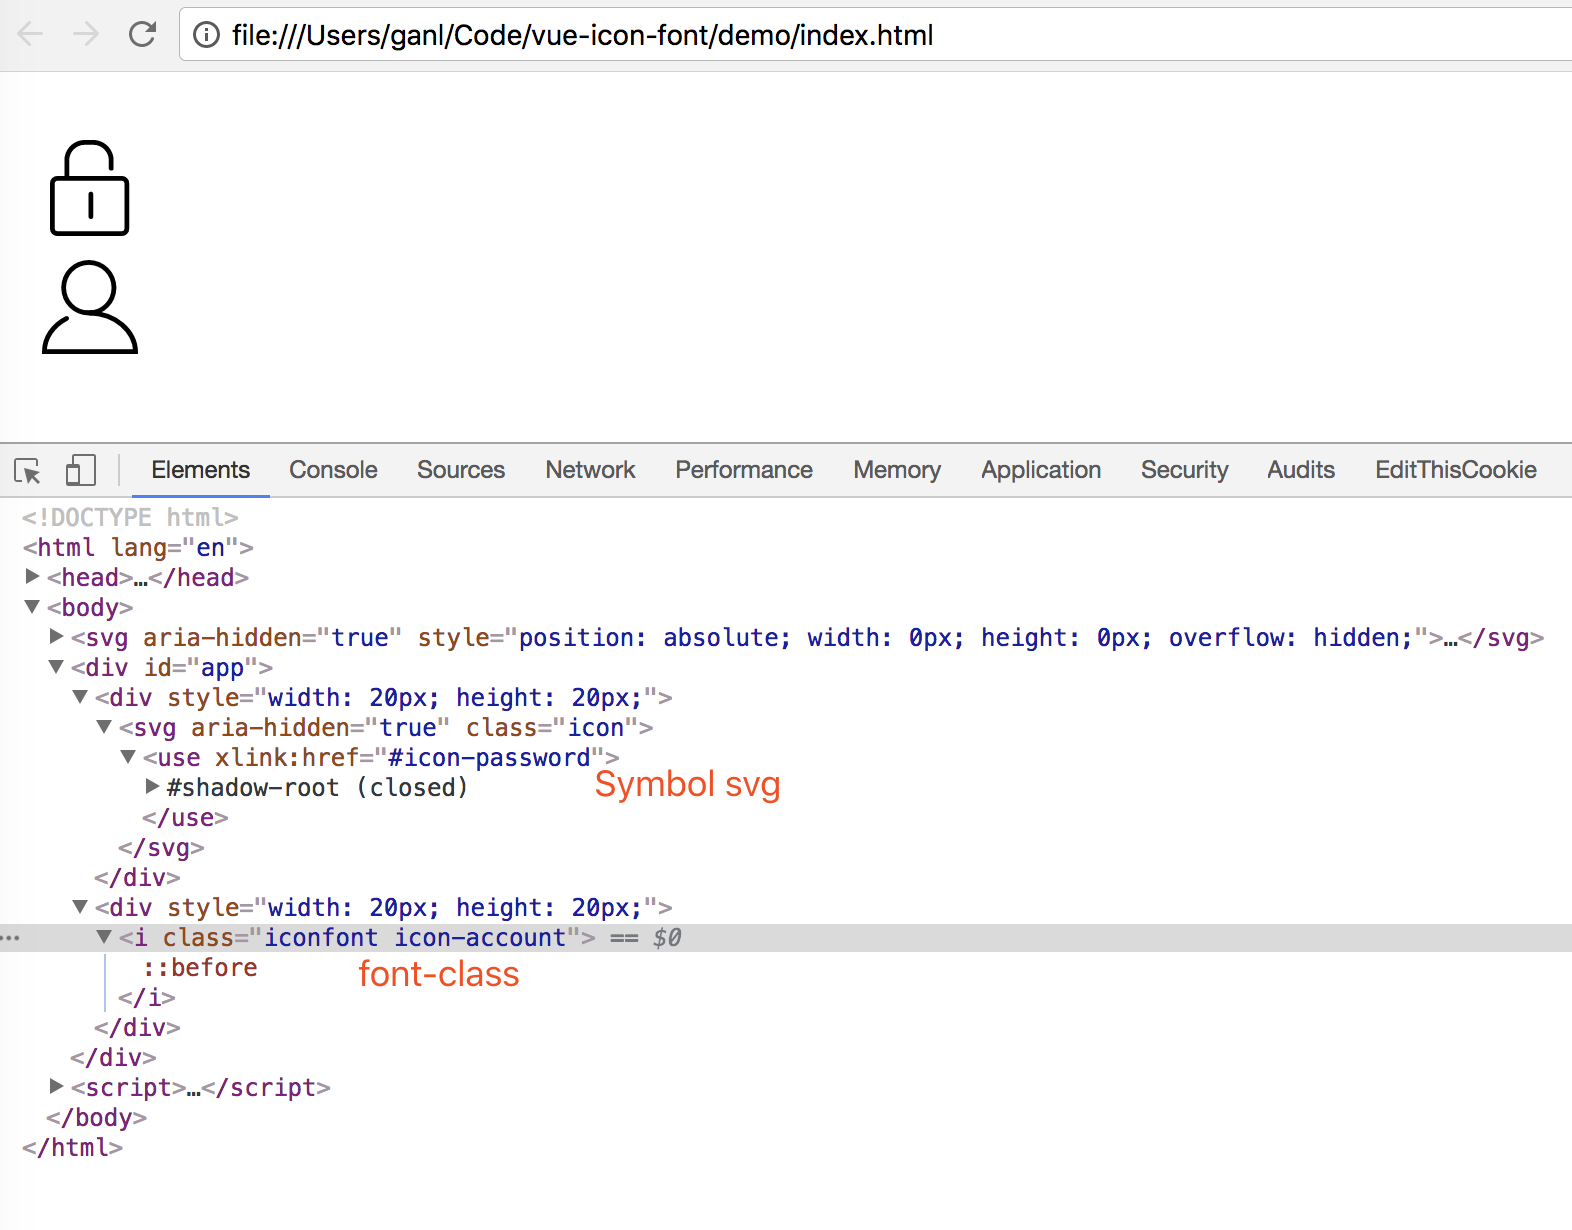 file:///Users/ganl/Code/vue-icon-font/demo/index.html
Elements Console Sources Network Performance Memory Application Security Audits EditThisCookie
<!DOCTYPE html>
<html lang="en">
<head>…</head>
<body>
<svg aria-hidden="true" style="position: absolute; width: 0px; height: 0px; overflow: hidden;">…</svg>
<div id="app">
<div style="width: 20px; height: 20px;">
<svg aria-hidden="true" class="icon">
<use xlink:href="#icon-password">
#shadow-root (closed)
Symbol svg
</use>
</svg>
</div>
<div style="width: 20px; height: 20px;">
<i class="iconfont icon-account"> == $0
::before
font-class
</i>
</div>
</div>
<script>…</script>
</body>
</html>